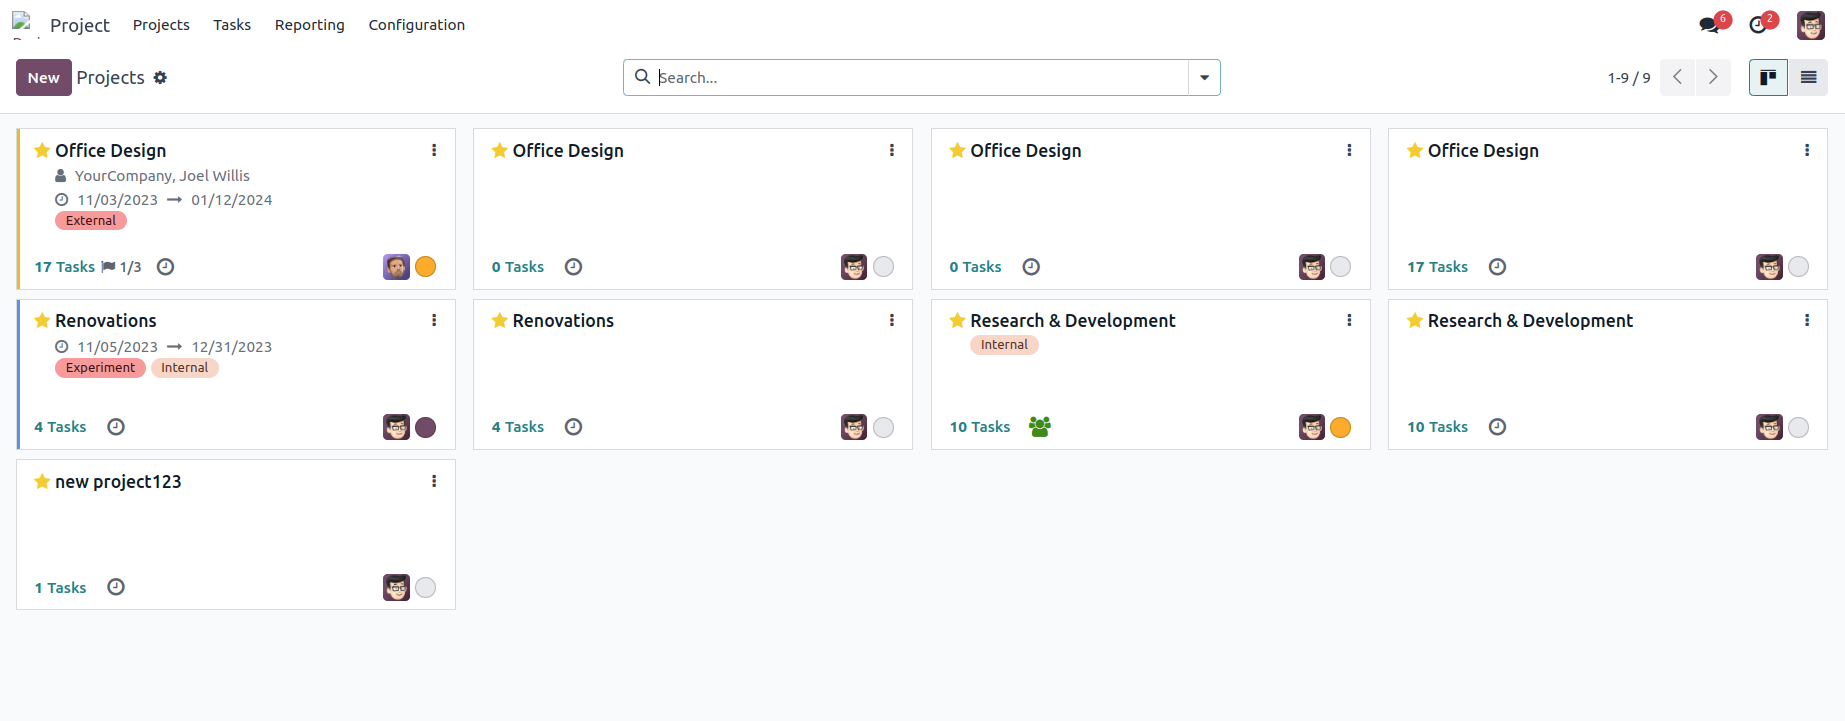 Project Projects Tasks Reporting Configuration 6 2
New Projects Search... 1-9 / 9
Office Design Office Design Office Design Office Design
YourCompany, Joel Willis
11/03/2023 → 01/12/2024
External
17 Tasks 1/3 0 Tasks 0 Tasks 17 Tasks
Renovations Renovations Research & Development Research & Development
11/05/2023 → 12/31/2023 Internal
Experiment Internal
4 Tasks 4 Tasks 10 Tasks 10 Tasks
new project123
1 Tasks